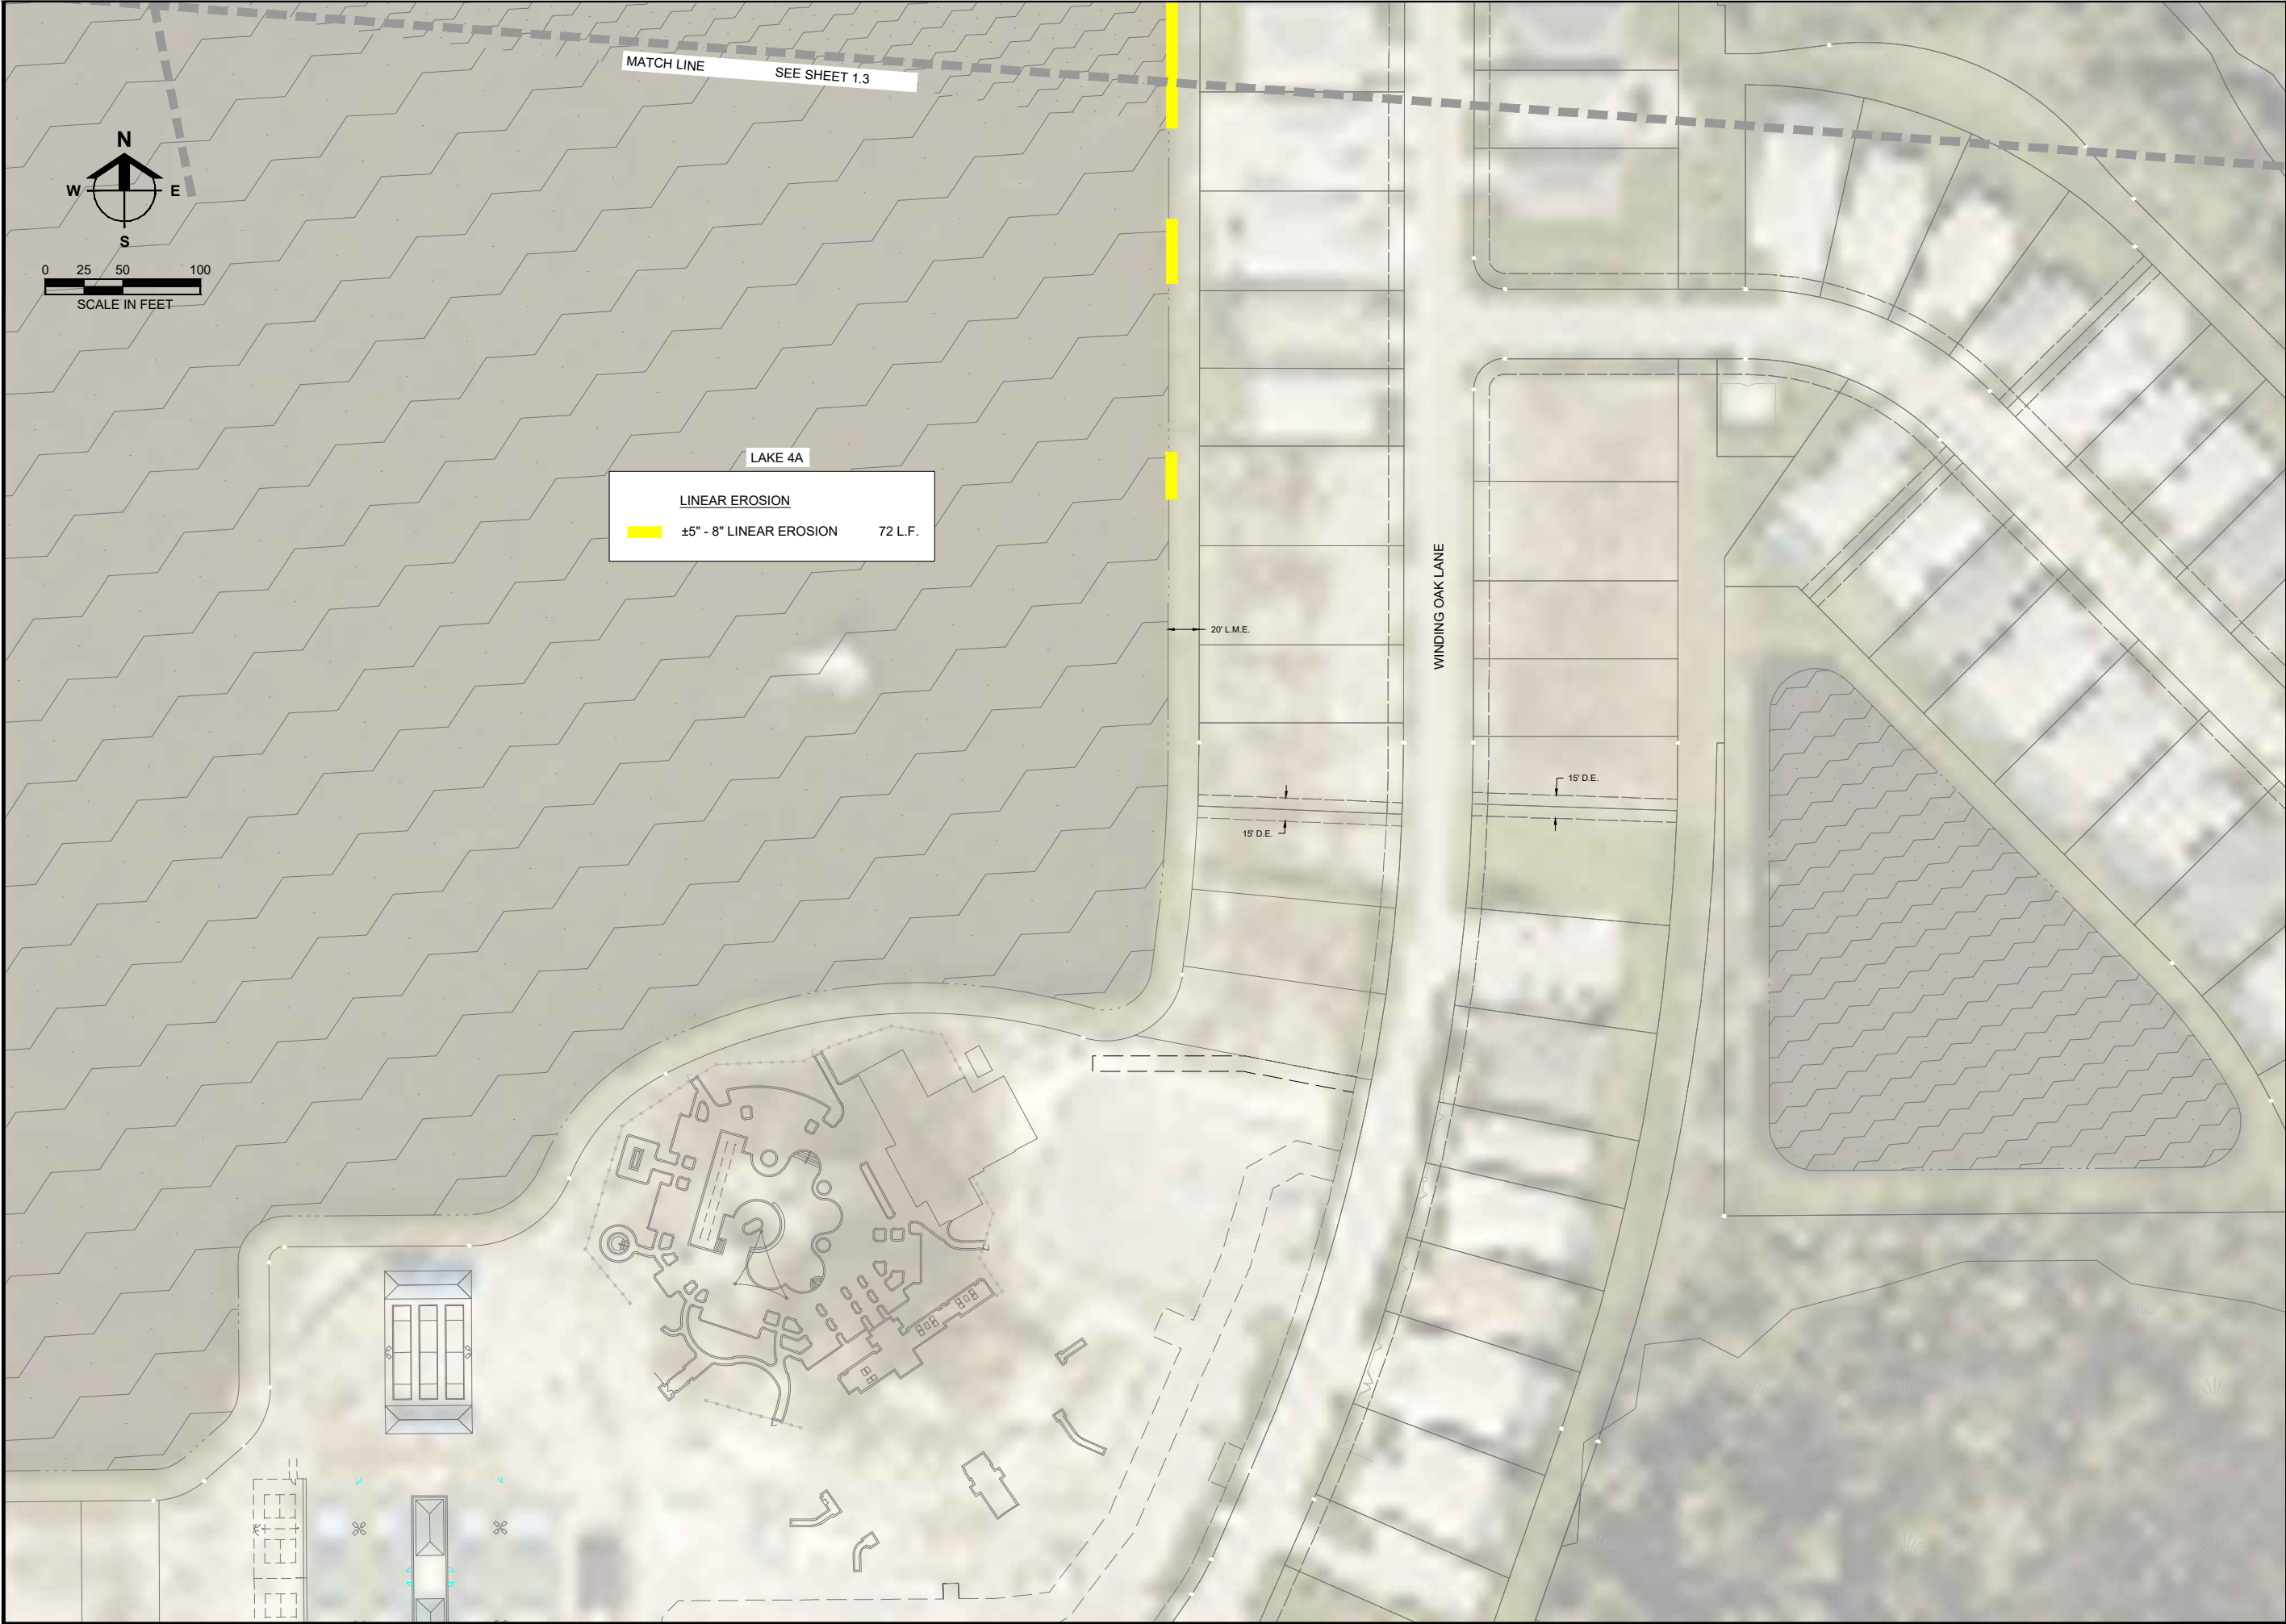 MATCH LINE SEE SHEET 1.3
N
W E
S
0 25 50 100
SCALE IN FEET
LAKE 4A
LINEAR EROSION
±5" - 8" LINEAR EROSION 72 L.F.
WINDING OAK LANE
20' L.M.E.
15' D.E.
15' D.E.